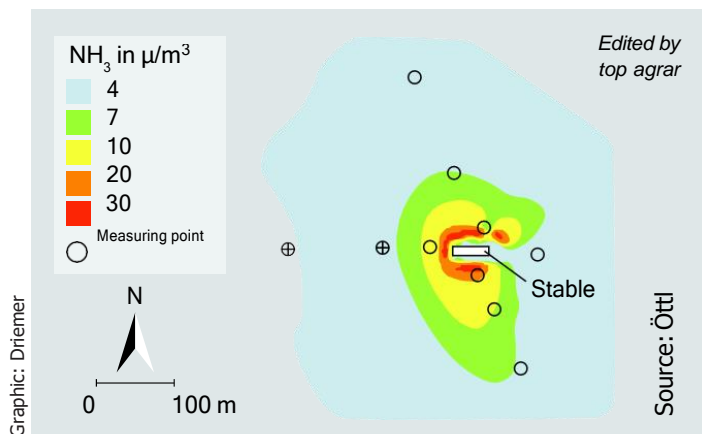 NH₃ in µ/m³
4
7
10
20
30
Measuring point
Edited by
top agrar
Stable
N
0 100 m
Graphic: Driemer
Source: Öttl